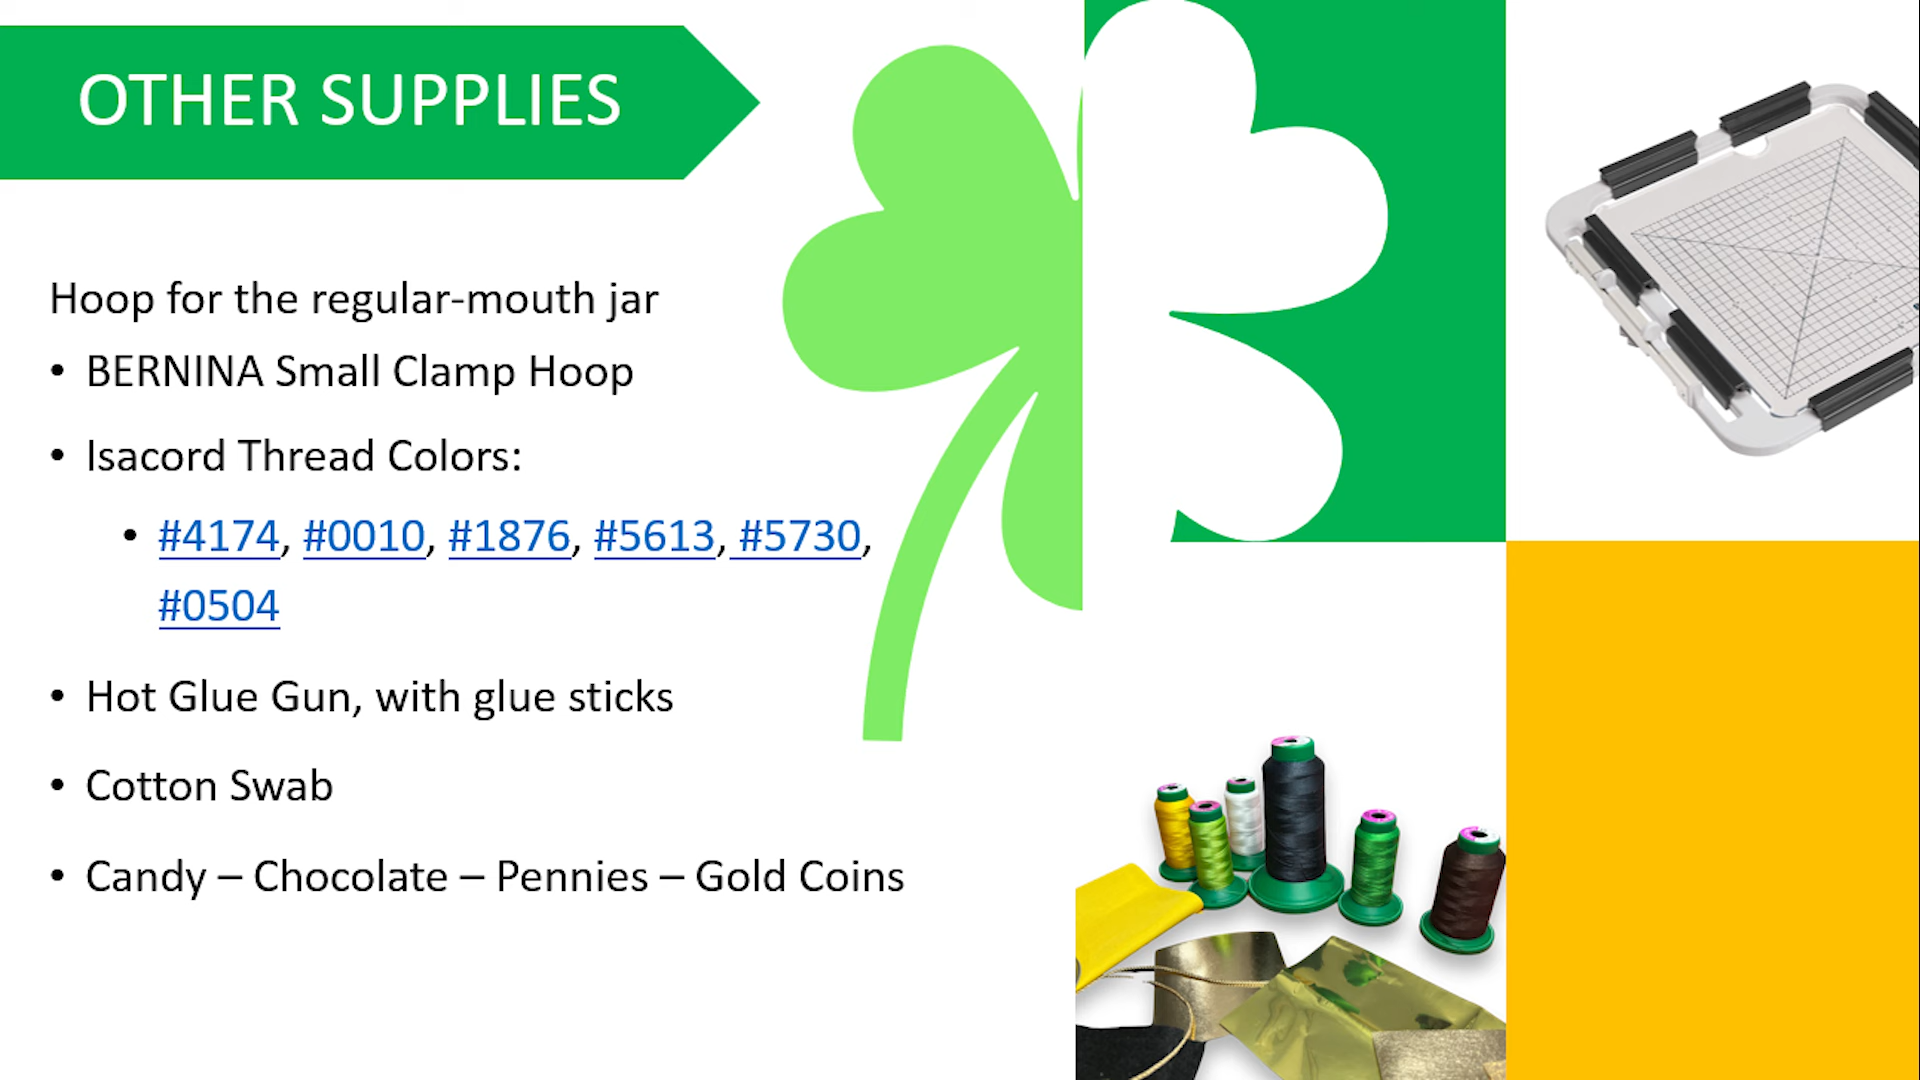 OTHER SUPPLIES
Hoop for the regular-mouth jar
• BERNINA Small Clamp Hoop
• Isacord Thread Colors:
• #4174, #0010, #1876, #5613, #5730,
#0504
• Hot Glue Gun, with glue sticks
• Cotton Swab
• Candy – Chocolate – Pennies – Gold Coins